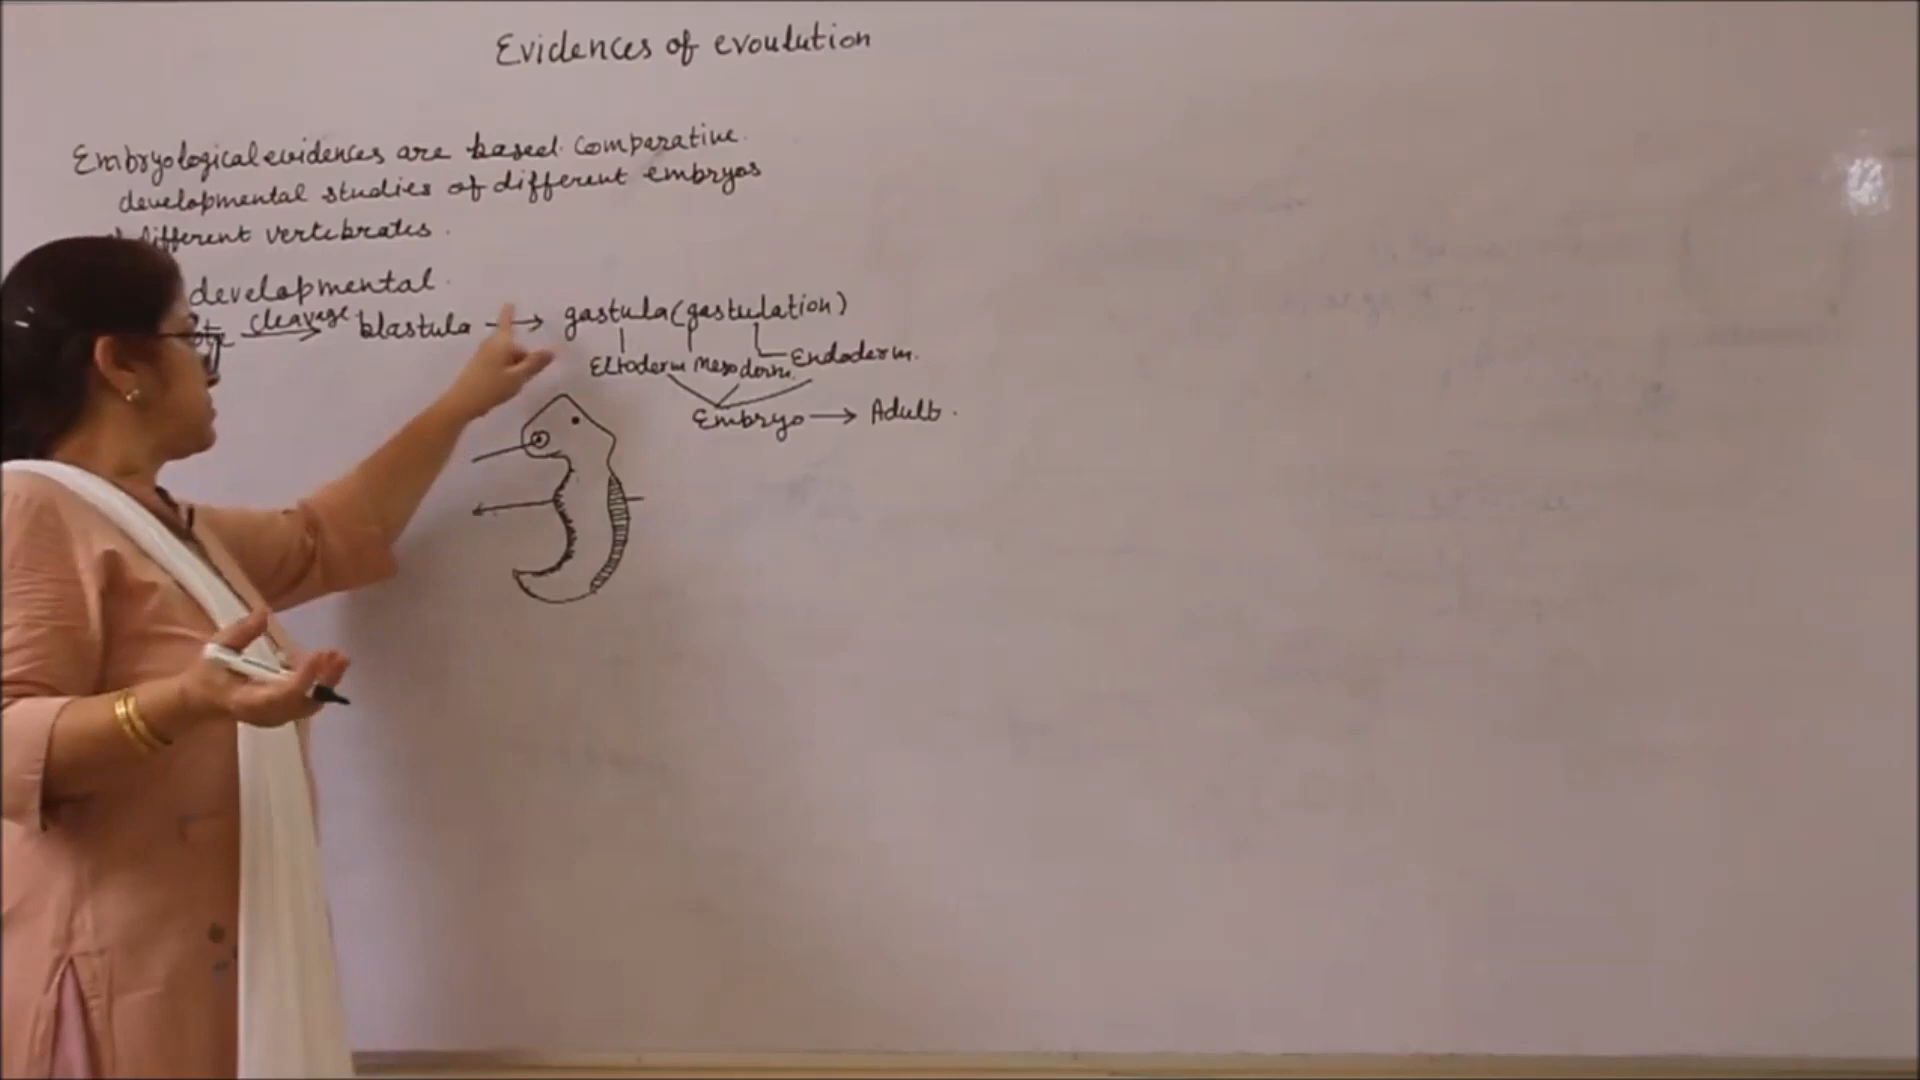 Evidences of evoulution
Embryological evidences are based comparative
developmental studies of different embryos
different vertebrates.
developmental.
cleavage
blastula → gastula (gastulation)
Ectoderm Mesoderm Endoderm.
Embryo → Adult.